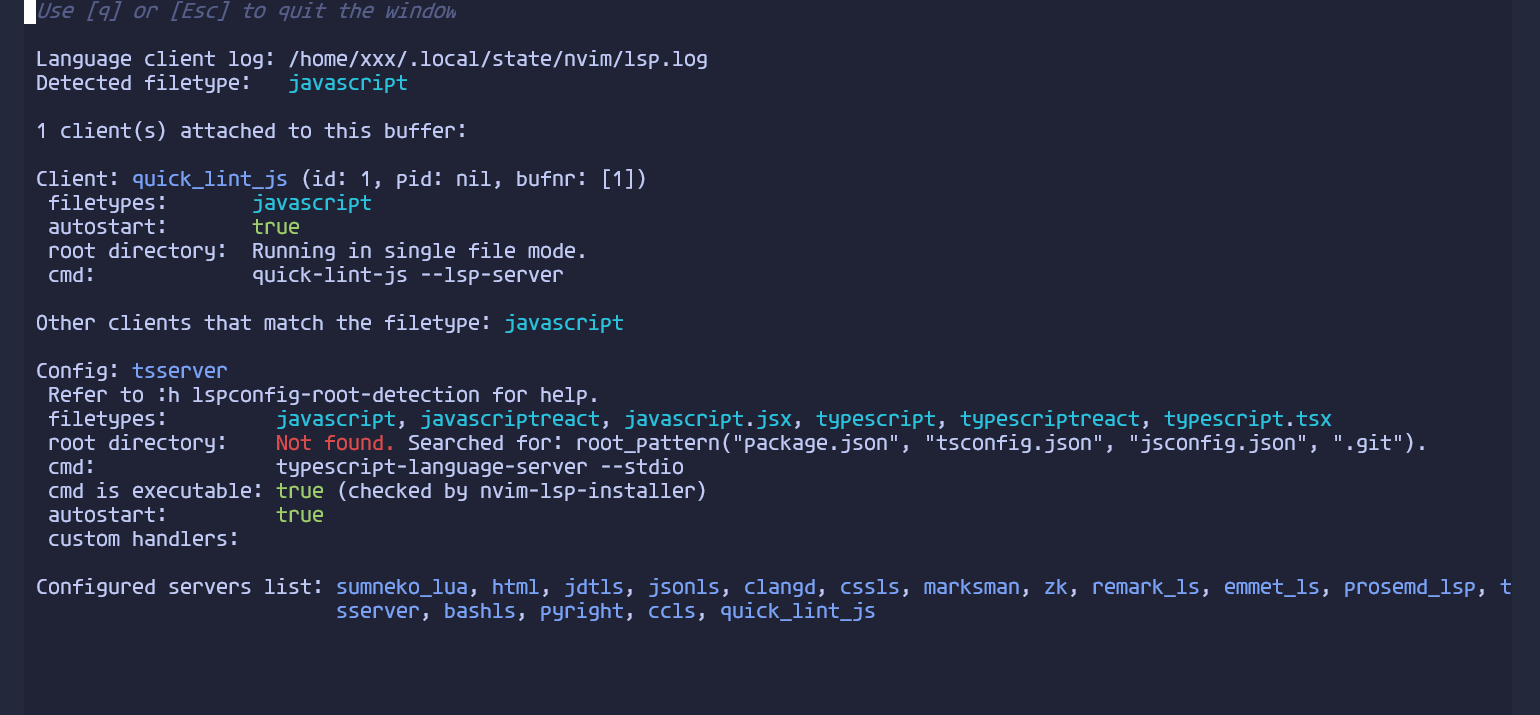 Use [q] or [Esc] to quit the window
Language client log: /home/xxx/.local/state/nvim/lsp.log
Detected filetype:   javascript
1 client(s) attached to this buffer:
Client: quick_lint_js (id: 1, pid: nil, bufnr: [1])
filetypes:       javascript
autostart:       true
root directory:  Running in single file mode.
cmd:             quick-lint-js --lsp-server
Other clients that match the filetype: javascript
Config: tsserver
Refer to :h lspconfig-root-detection for help.
filetypes:         javascript, javascriptreact, javascript.jsx, typescript, typescriptreact, typescript.tsx
root directory:    Not found. Searched for: root_pattern("package.json", "tsconfig.json", "jsconfig.json", ".git").
cmd:               typescript-language-server --stdio
cmd is executable: true (checked by nvim-lsp-installer)
autostart:         true
custom handlers:
Configured servers list: sumneko_lua, html, jdtls, jsonls, clangd, cssls, marksman, zk, remark_ls, emmet_ls, prosemd_lsp, t
sserver, bashls, pyright, ccls, quick_lint_js